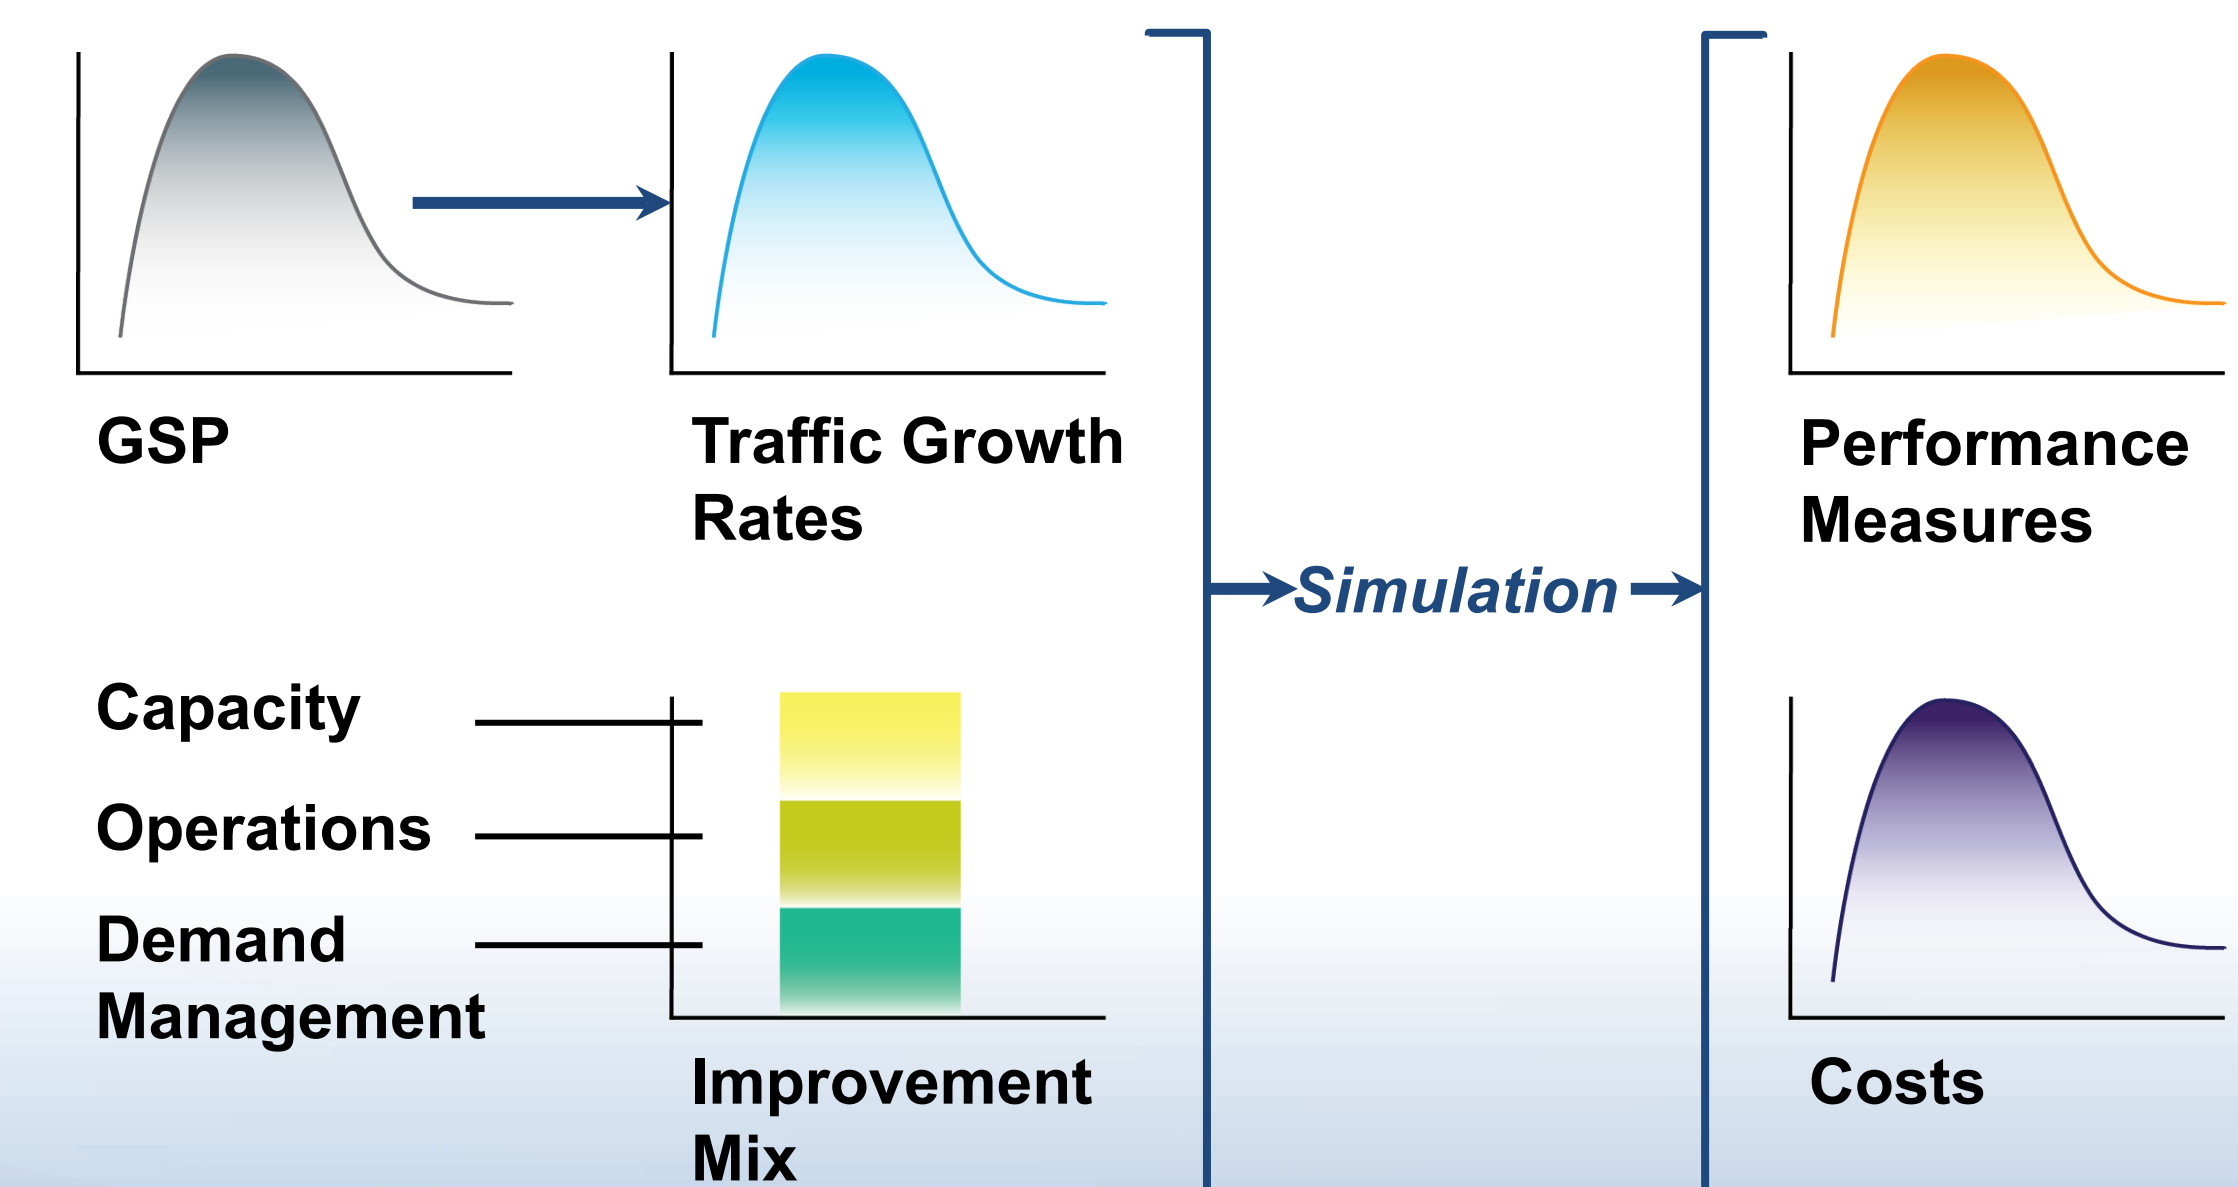 GSP
Traffic Growth
Rates
Performance
Measures
Simulation
Capacity
Operations
Demand
Management
Improvement
Mix
Costs